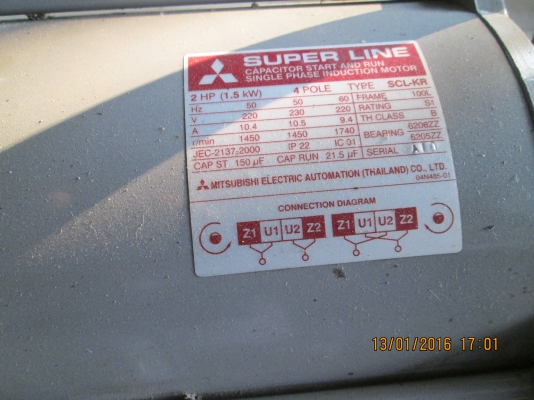 SUPER LINE
CAPACITOR START AND RUN
SINGLE PHASE INDUCTION MOTOR
2 HP (1.5 kW) 4 POLE TYPE SCL-KR
Hz 50 50 60 FRAME 100L
V 220 230 220 RATING S1
A 10.4 10.5 9.4 TH CLASS B
r/min 1450 1450 1740 BEARING 6206ZZ
JEC-2137,2000 IP 22 IC 01 6205ZZ
CAP ST 150 µF CAP RUN 21.5 µF SERIAL
MITSUBISHI ELECTRIC AUTOMATION (THAILAND) CO., LTD.
04N485-01
CONNECTION DIAGRAM
Z1 U1 U2 Z2 Z1 U1 U2 Z2
13/01/2016 17:01